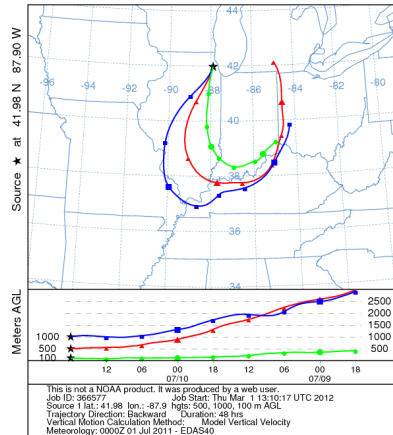 44
-96
-94
-92
-90
-88
42
-86
-84
-82
40
38
36
34
Source ★ at 41.98 N 87.90 W
Meters AGL
2500
2000
1500
1000
500
1000
500
100
12 06 00 18 12 06 00 18
07/10 07/09
This is not a NOAA product. It was produced by a web user.
Job ID: 366577 Job Start: Thu Mar 1 13:10:17 UTC 2012
Source 1 lat.: 41.98 lon.: -87.9 hgts: 500, 1000, 100 m AGL
Trajectory Direction: Backward Duration: 48 hrs
Vertical Motion Calculation Method: Model Vertical Velocity
Meteorology: 0000Z 01 Jul 2011 - EDAS40